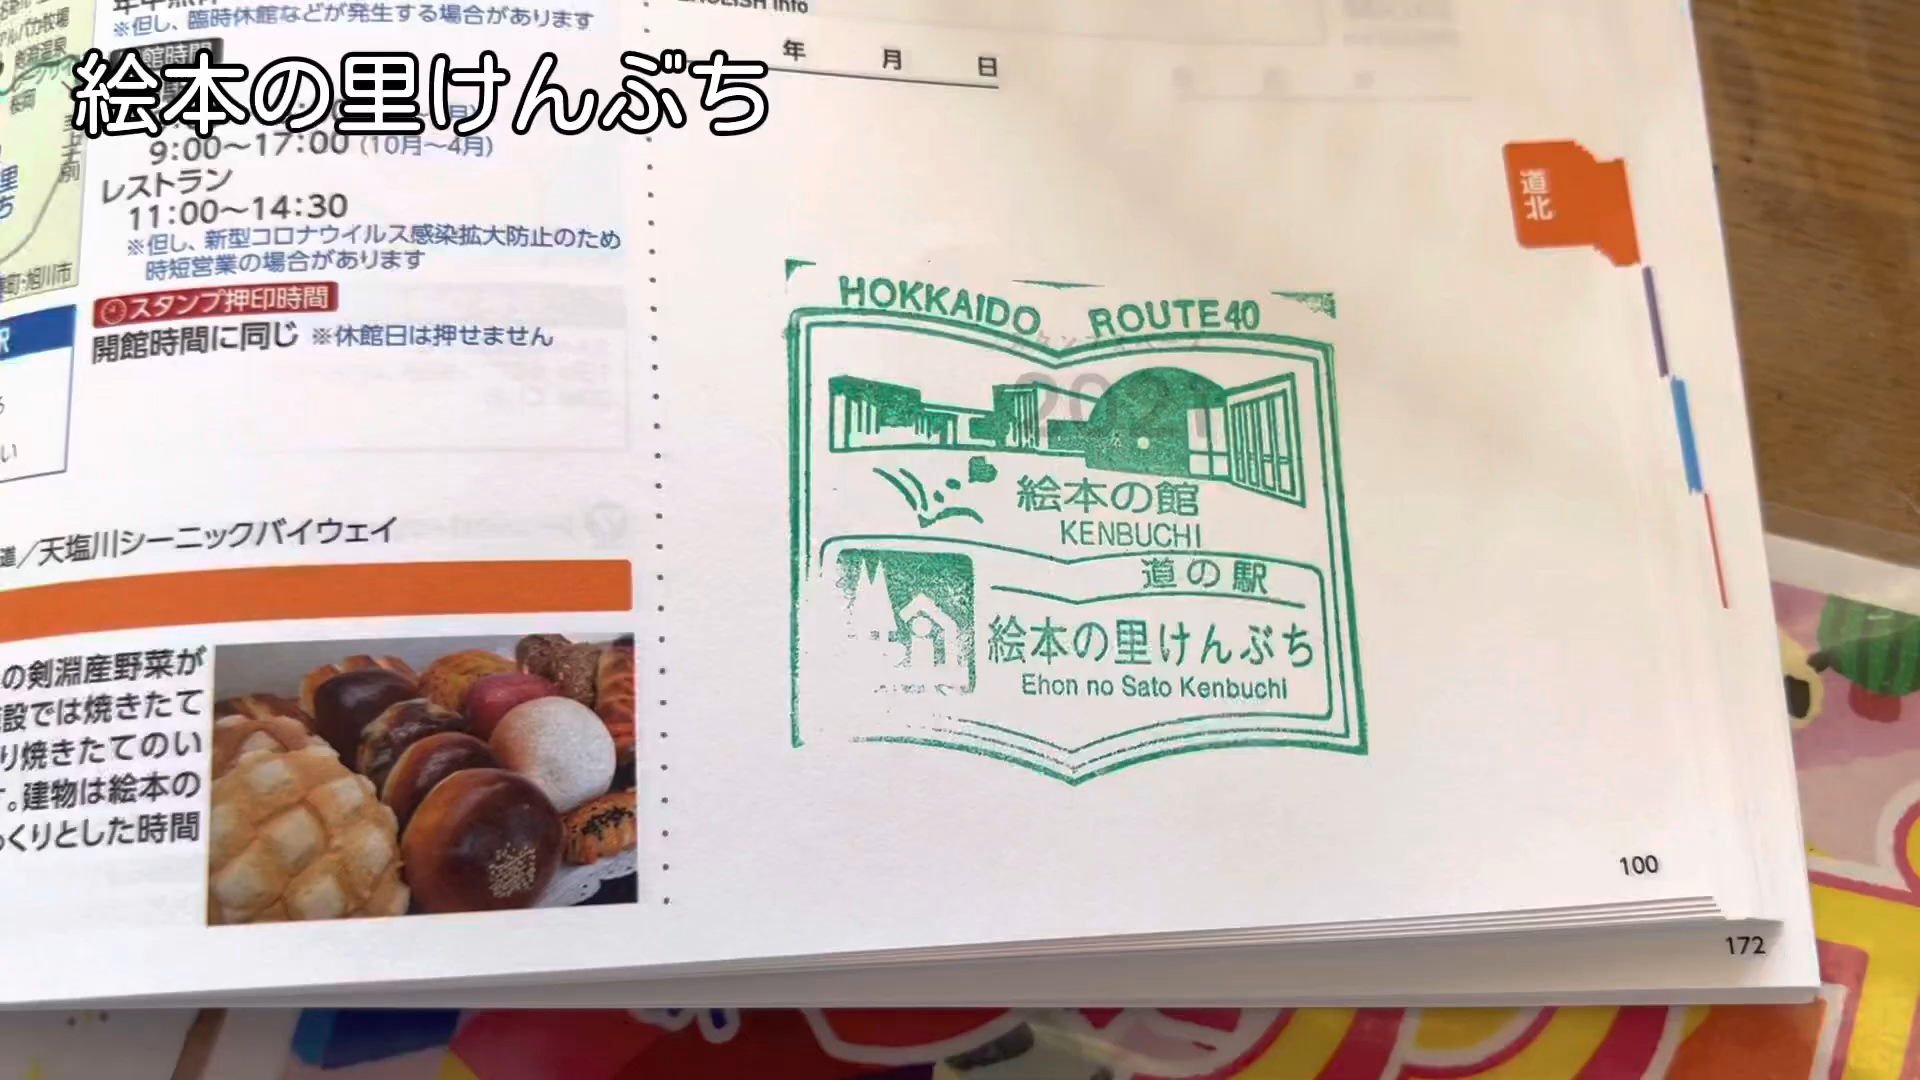 ※但し、臨時休館などが発生する場合があります
絵本の里けんぶち
9:00～17:00 (10月～4月)
レストラン
11:00～14:30
※但し、新型コロナウイルス感染拡大防止のため
時短営業の場合があります
スタンプ押印時間
開館時間に同じ ※休館日は押せません
道／天塩川シーニックバイウェイ
の剣淵産野菜が
設では焼きたて
り焼きたてのい
す。建物は絵本の
っくりとした時間
年 月 日
道北
HOKKAIDO ROUTE40
2021
絵本の館
KENBUCHI
道の駅
絵本の里けんぶち
Ehon no Sato Kenbuchi
100
172